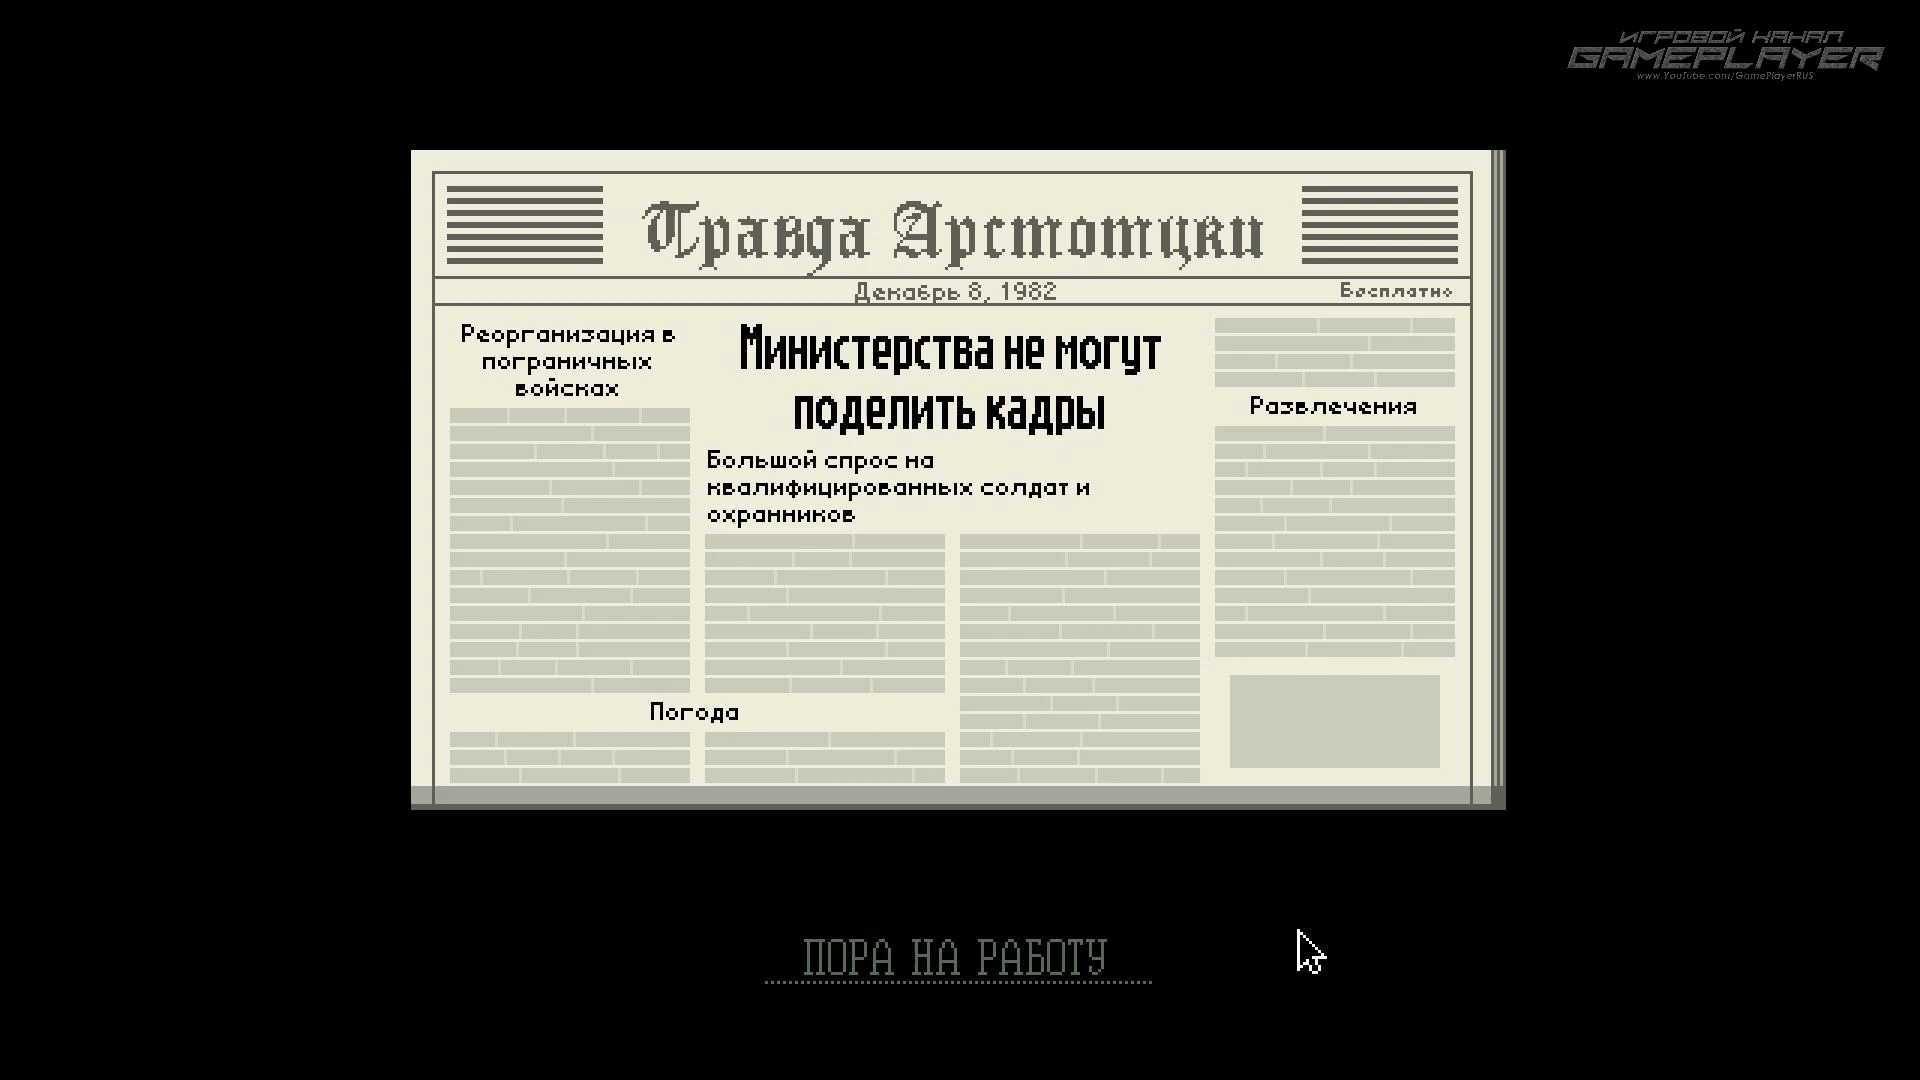 ИГРОВОЙ КАНАЛ
GAMEPLAYER
www.YouTube.com/GamePlayerRUS
Правда Арстотцки
Декабрь 8, 1982
Бесплатно
Реорганизация в
пограничных
войсках
Министерства не могут
поделить кадры
Большой спрос на
квалифицированных солдат и
охранников
Развлечения
Погода
ПОРА НА РАБОТУ